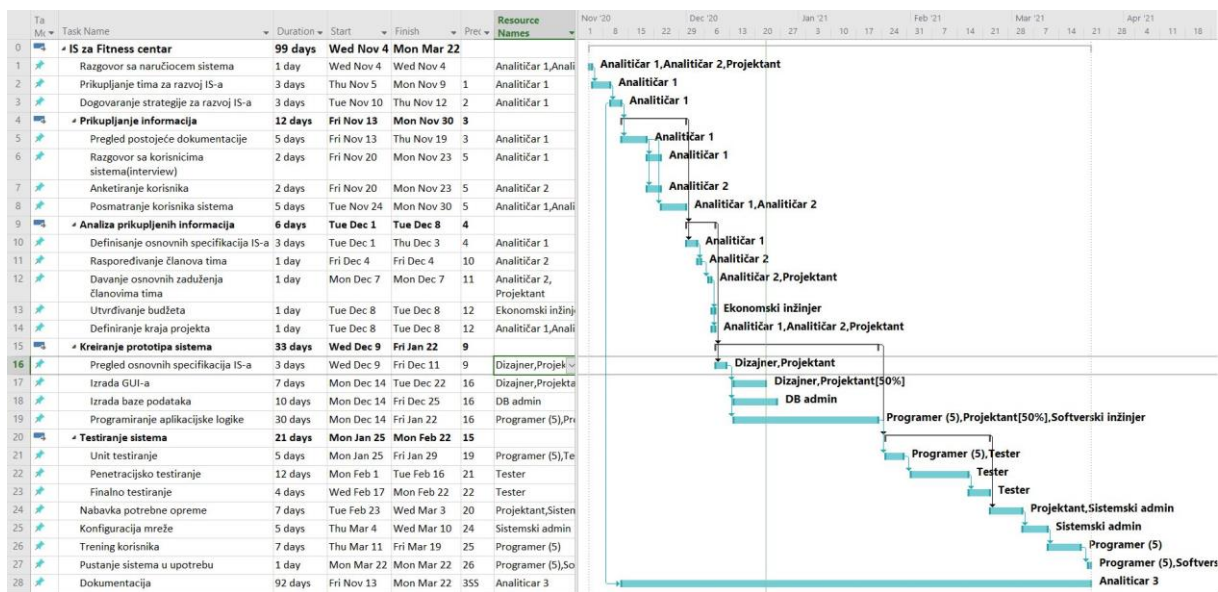 Ta Mc Task Name Duration Start Finish Prec Resource Names
Nov '20 Dec '20 Jan '21 Feb '21 Mar '21 Apr '21
1 8 15 22 29 6 13 20 27 3 10 17 24 31 7 14 21 28 7 14 21 28 4 11 18
0 IS za Fitness centar 99 days Wed Nov 4 Mon Mar 22
1 Razgovor sa naručiocem sistema 1 day Wed Nov 4 Wed Nov 4 Analitičar 1,Anali Analitičar 1,Analitičar 2,Projektant
2 Prikupljanje tima za razvoj IS-a 3 days Thu Nov 5 Mon Nov 9 1 Analitičar 1 Analitičar 1
3 Dogovaranje strategije za razvoj IS-a 3 days Tue Nov 10 Thu Nov 12 2 Analitičar 1 Analitičar 1
4 Prikupljanje informacija 12 days Fri Nov 13 Mon Nov 30 3
5 Pregled postojeće dokumentacije 5 days Fri Nov 13 Thu Nov 19 3 Analitičar 1 Analitičar 1
6 Razgovor sa korisnicima 2 days Fri Nov 20 Mon Nov 23 5 Analitičar 1 Analitičar 1
sistema(interview)
7 Anketiranje korisnika 2 days Fri Nov 20 Mon Nov 23 5 Analitičar 2 Analitičar 2
8 Posmatranje korisnika sistema 5 days Tue Nov 24 Mon Nov 30 5 Analitičar 1,Anali Analitičar 1,Analitičar 2
9 Analiza prikupljenih informacija 6 days Tue Dec 1 Tue Dec 8 4
10 Definisanje osnovnih specifikacija IS-a 3 days Tue Dec 1 Thu Dec 3 4 Analitičar 1 Analitičar 1
11 Raspoređivanje članova tima 1 day Fri Dec 4 Fri Dec 4 10 Analitičar 2 Analitičar 2
12 Davanje osnovnih zaduženja 1 day Mon Dec 7 Mon Dec 7 11 Analitičar 2, Analitičar 2,Projektant
članovima tima Projektant
13 Utvrđivanje budžeta 1 day Tue Dec 8 Tue Dec 8 12 Ekonomski inžinj Ekonomski inžinjer
14 Definiranje kraja projekta 1 day Tue Dec 8 Tue Dec 8 12 Analitičar 1,Anali Analitičar 1,Analitičar 2,Projektant
15 Kreiranje prototipa sistema 33 days Wed Dec 9 Fri Jan 22 9
16 Pregled osnovnih specifikacija IS-a 3 days Wed Dec 9 Fri Dec 11 9 Dizajner,Projek Dizajner,Projektant
17 Izrada GUI-a 7 days Mon Dec 14 Tue Dec 22 16 Dizajner,Projekta Dizajner,Projektant[50%]
18 Izrada baze podataka 10 days Mon Dec 14 Fri Dec 25 16 DB admin DB admin
19 Programiranje aplikacijske logike 30 days Mon Dec 14 Fri Jan 22 16 Programer (5),Pro Programer (5),Projektant[50%],Softverski inžinjer
20 Testiranje sistema 21 days Mon Jan 25 Mon Feb 22 15
21 Unit testiranje 5 days Mon Jan 25 Fri Jan 29 19 Programer (5),Te Programer (5),Tester
22 Penetracijsko testiranje 12 days Mon Feb 1 Tue Feb 16 21 Tester Tester
23 Finalno testiranje 4 days Wed Feb 17 Mon Feb 22 22 Tester Tester
24 Nabavka potrebne opreme 7 days Tue Feb 23 Wed Mar 3 20 Projektant,Sisten Projektant,Sistemski admin
25 Konfiguracija mreže 5 days Thu Mar 4 Wed Mar 10 24 Sistemski admin Sistemski admin
26 Trening korisnika 7 days Thu Mar 11 Fri Mar 19 25 Programer (5) Programer (5)
27 Pustanje sistema u upotrebu 1 day Mon Mar 22 Mon Mar 22 26 Programer (5),So Programer (5),Softvers
28 Dokumentacija 92 days Fri Nov 13 Mon Mar 22 3SS Analiticar 3 Analiticar 3